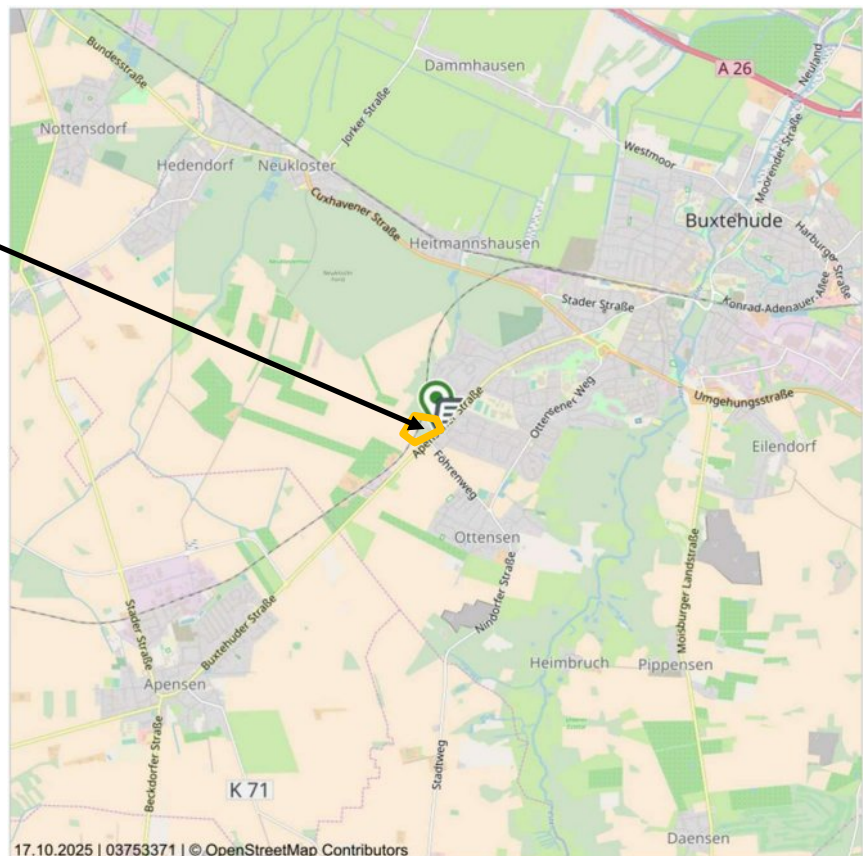 Bundesstraße
Dammhausen
Neuland
A 26
Jorker Straße
Nottensdorf
Hedendorf
Neukloster
Westmoor
Moorender Straße
Cuxhavener Straße
Buxtehude
Harburger Straße
Heitmannshausen
Stader Straße
Konrad-Adenauer-Allee
Ottensener Weg
Umgehungsstraße
Föhrenweg
Eilendorf
Ottensen
Moisburger Landstraße
Nindorfer Straße
Stader Straße
Buxtehuder Straße
Heimbruch
Pippensen
Apensen
Beckdorfer Straße
Stadtweg
K 71
Daensen
17.10.2025 | 03753371 | © OpenStreetMap Contributors